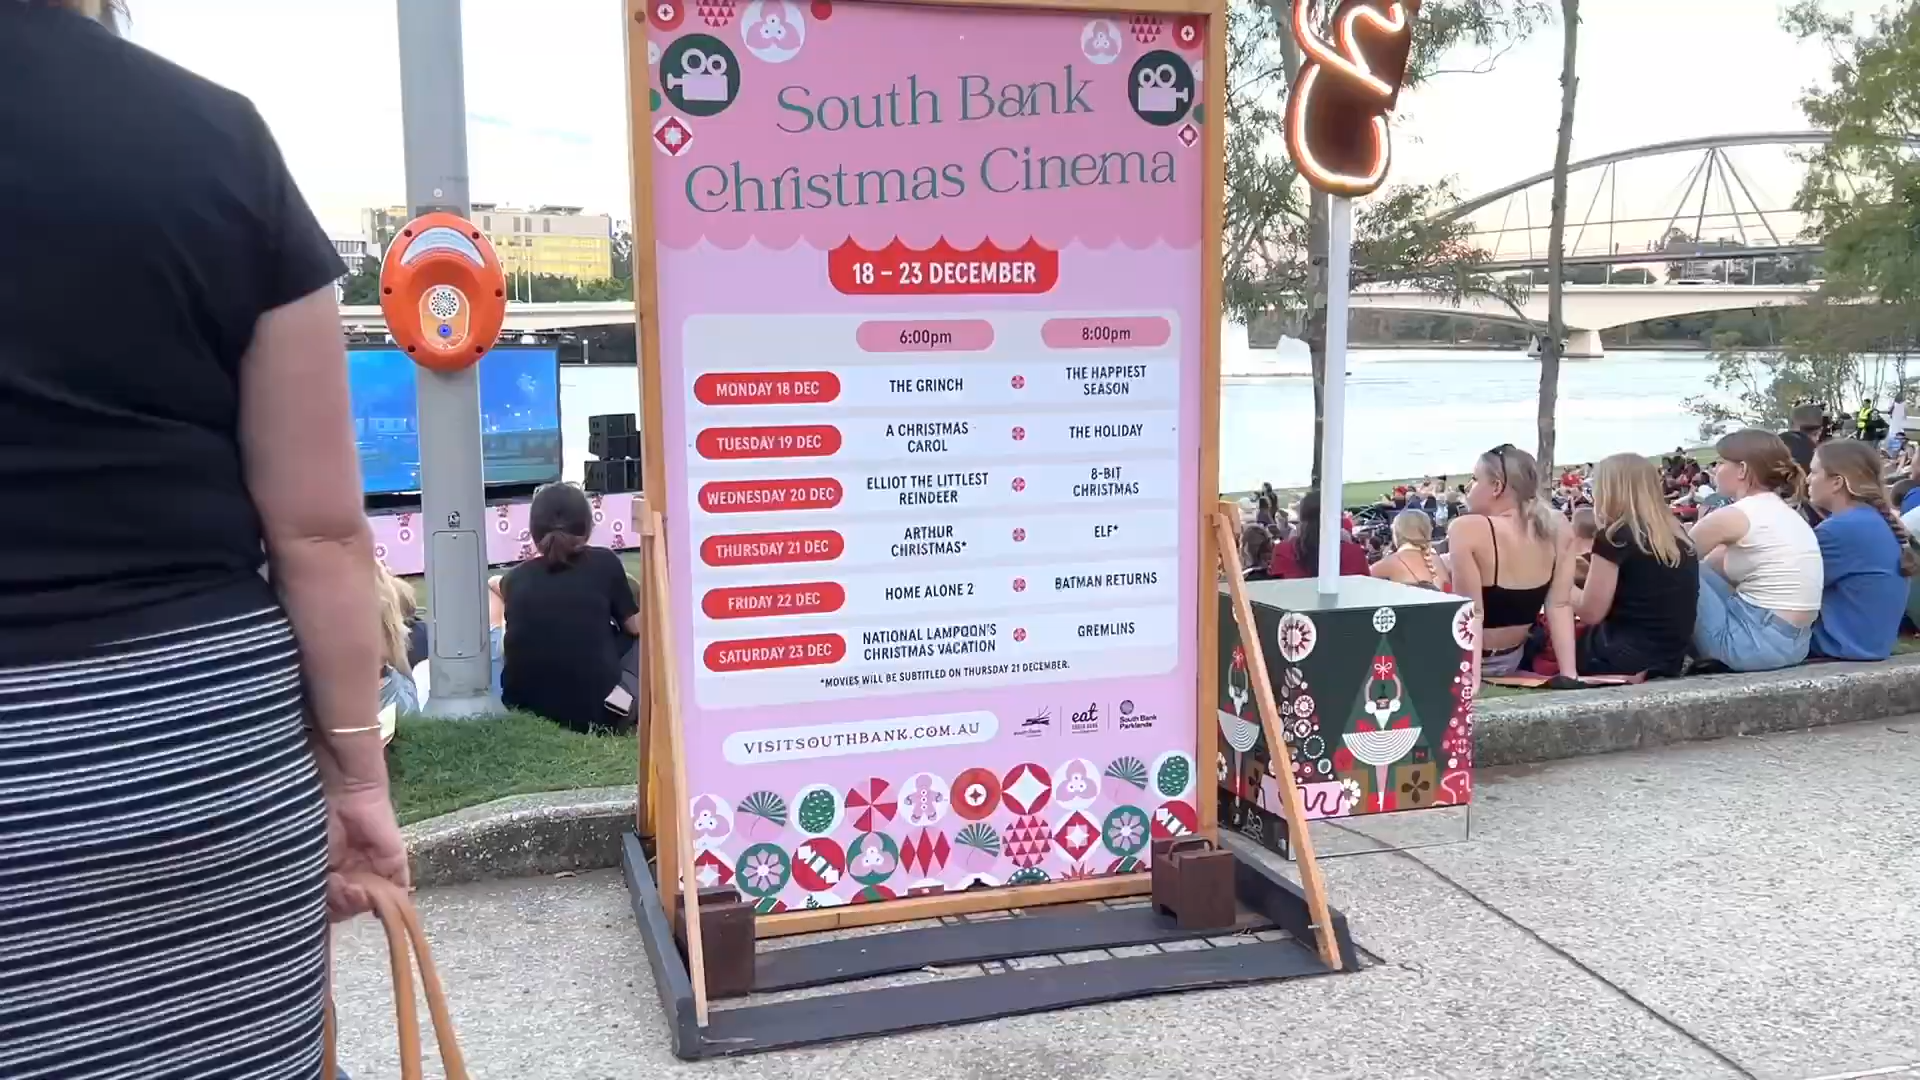 South Bank
Christmas Cinema
18 – 23 DECEMBER
6:00pm 8:00pm
MONDAY 18 DEC THE GRINCH THE HAPPIEST
SEASON
TUESDAY 19 DEC A CHRISTMAS
CAROL THE HOLIDAY
WEDNESDAY 20 DEC ELLIOT THE LITTLEST
REINDEER 8-BIT
CHRISTMAS
THURSDAY 21 DEC ARTHUR
CHRISTMAS* ELF*
FRIDAY 22 DEC HOME ALONE 2 BATMAN RETURNS
SATURDAY 23 DEC NATIONAL LAMPOON'S
CHRISTMAS VACATION GREMLINS
*MOVIES WILL BE SUBTITLED ON THURSDAY 21 DECEMBER.
VISITSOUTHBANK.COM.AU
eat
South Bank
Parklands